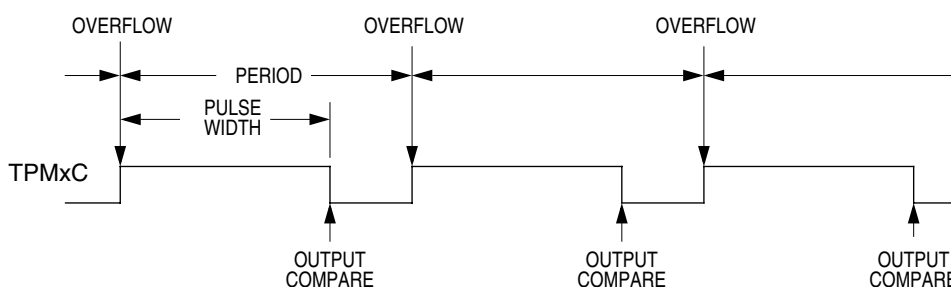 OVERFLOW
OVERFLOW
OVERFLOW
PERIOD
PULSE
WIDTH
TPMxC
OUTPUT
COMPARE
OUTPUT
COMPARE
OUTPUT
COMPARE